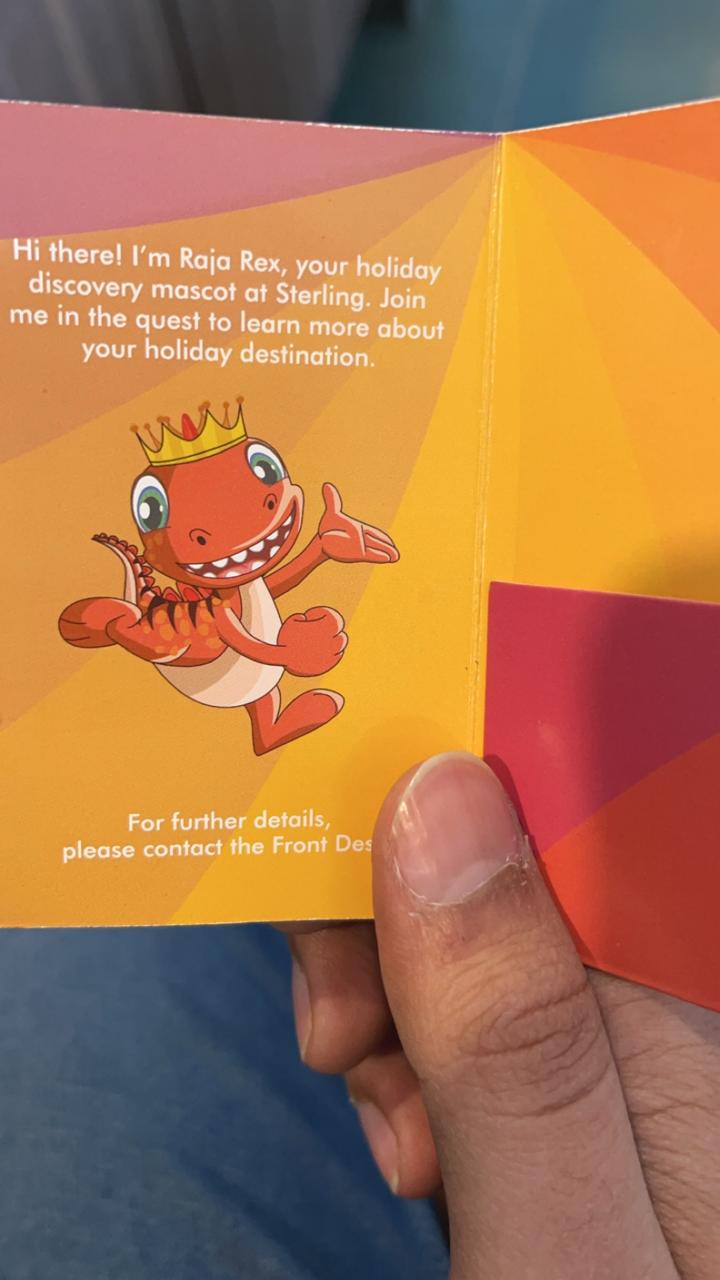 Hi there! I'm Raja Rex, your holiday
discovery mascot at Sterling. Join
me in the quest to learn more about
your holiday destination.
For further details,
please contact the Front Des